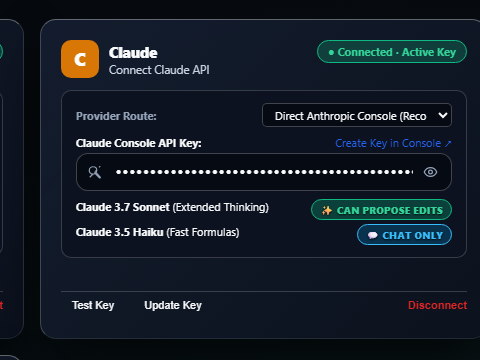 C
Claude
Connect Claude API
● Connected · Active Key
Provider Route:
Direct Anthropic Console (Reco
Claude Console API Key:
Create Key in Console ↗
Claude 3.7 Sonnet (Extended Thinking)
✨ CAN PROPOSE EDITS
Claude 3.5 Haiku (Fast Formulas)
💬 CHAT ONLY
Test Key
Update Key
Disconnect